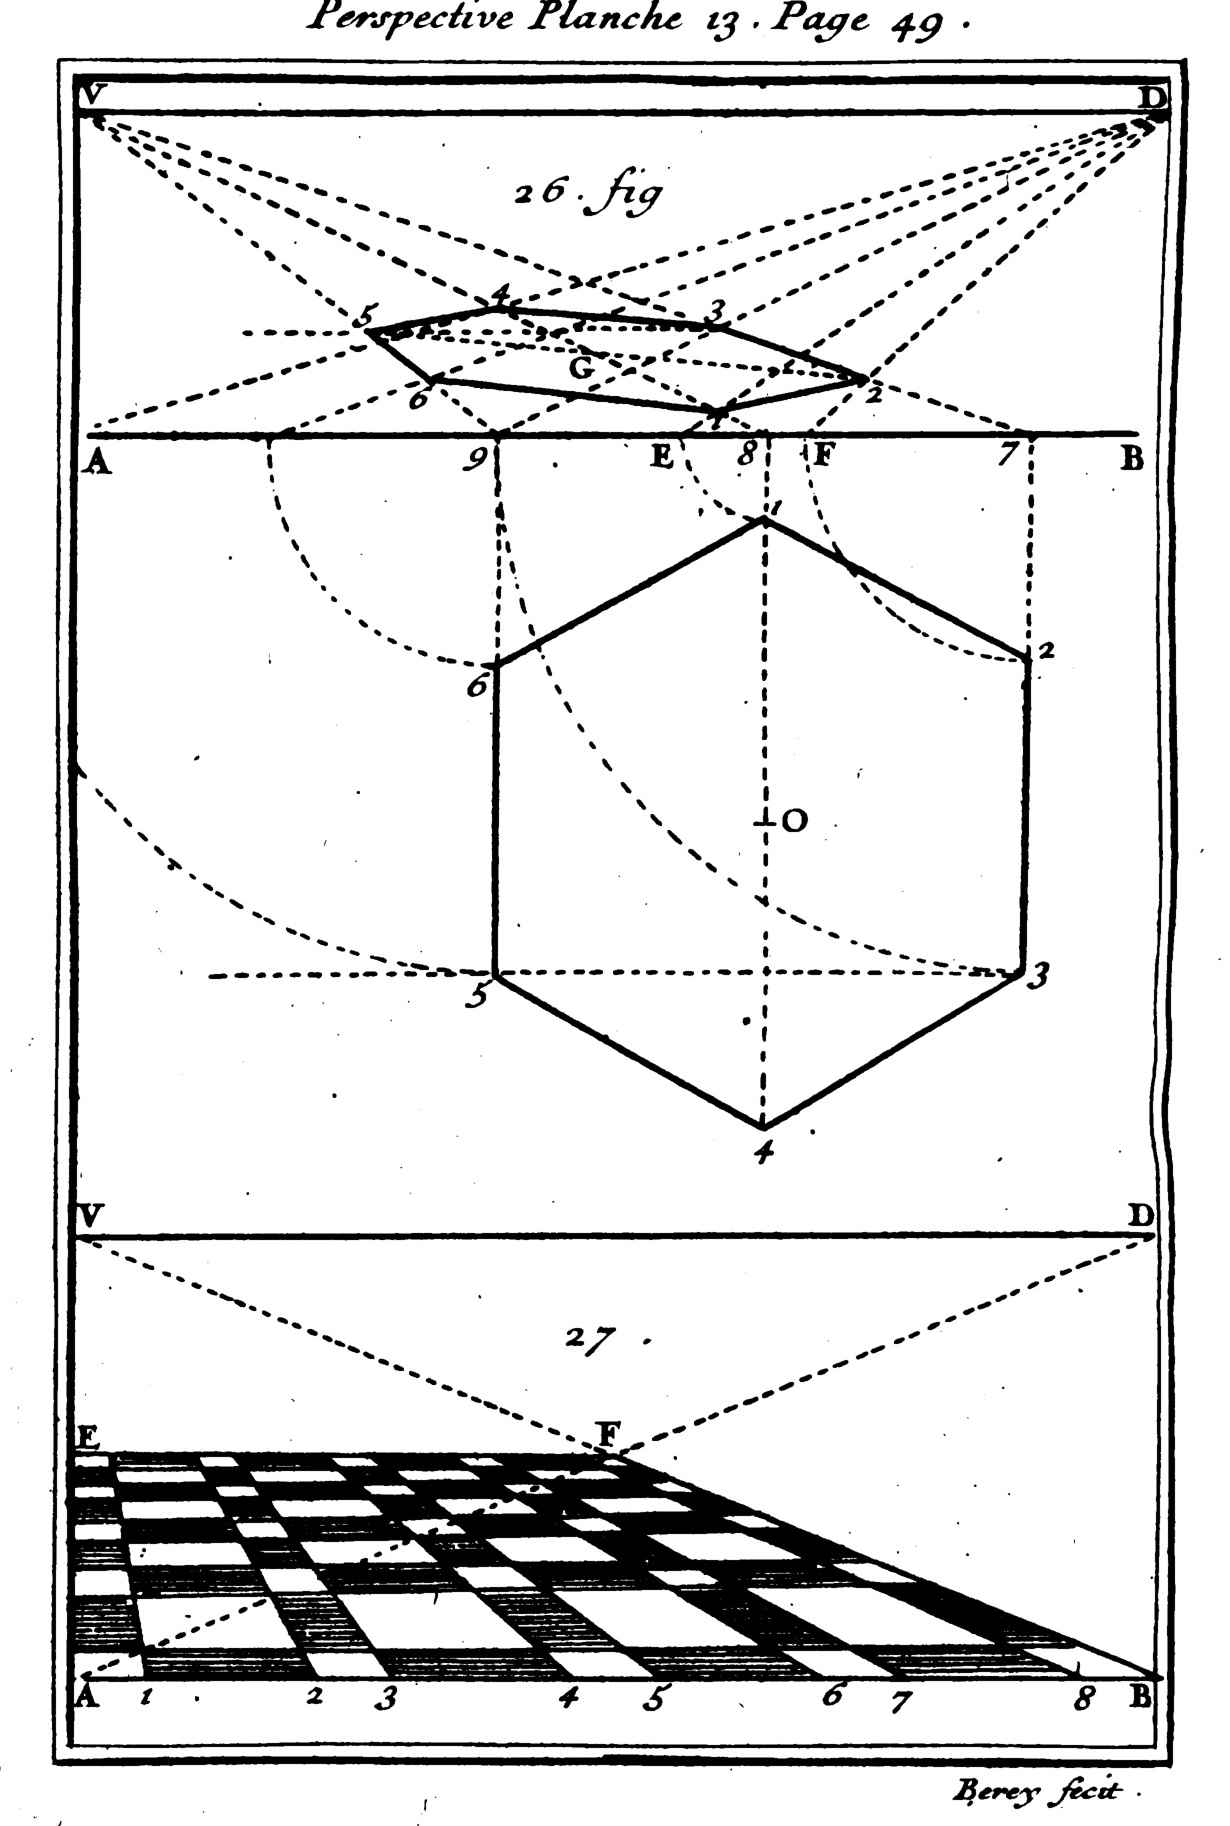 Perspective Planche 13. Page 49.
V D
26. fig
4
5 3
G
6 1 2
A 9 E 8 F 7 B
1
6 2
O
5 3
4
V D
27.
E F
A 1 2 3 4 5 6 7 8 B
Berey fecit.